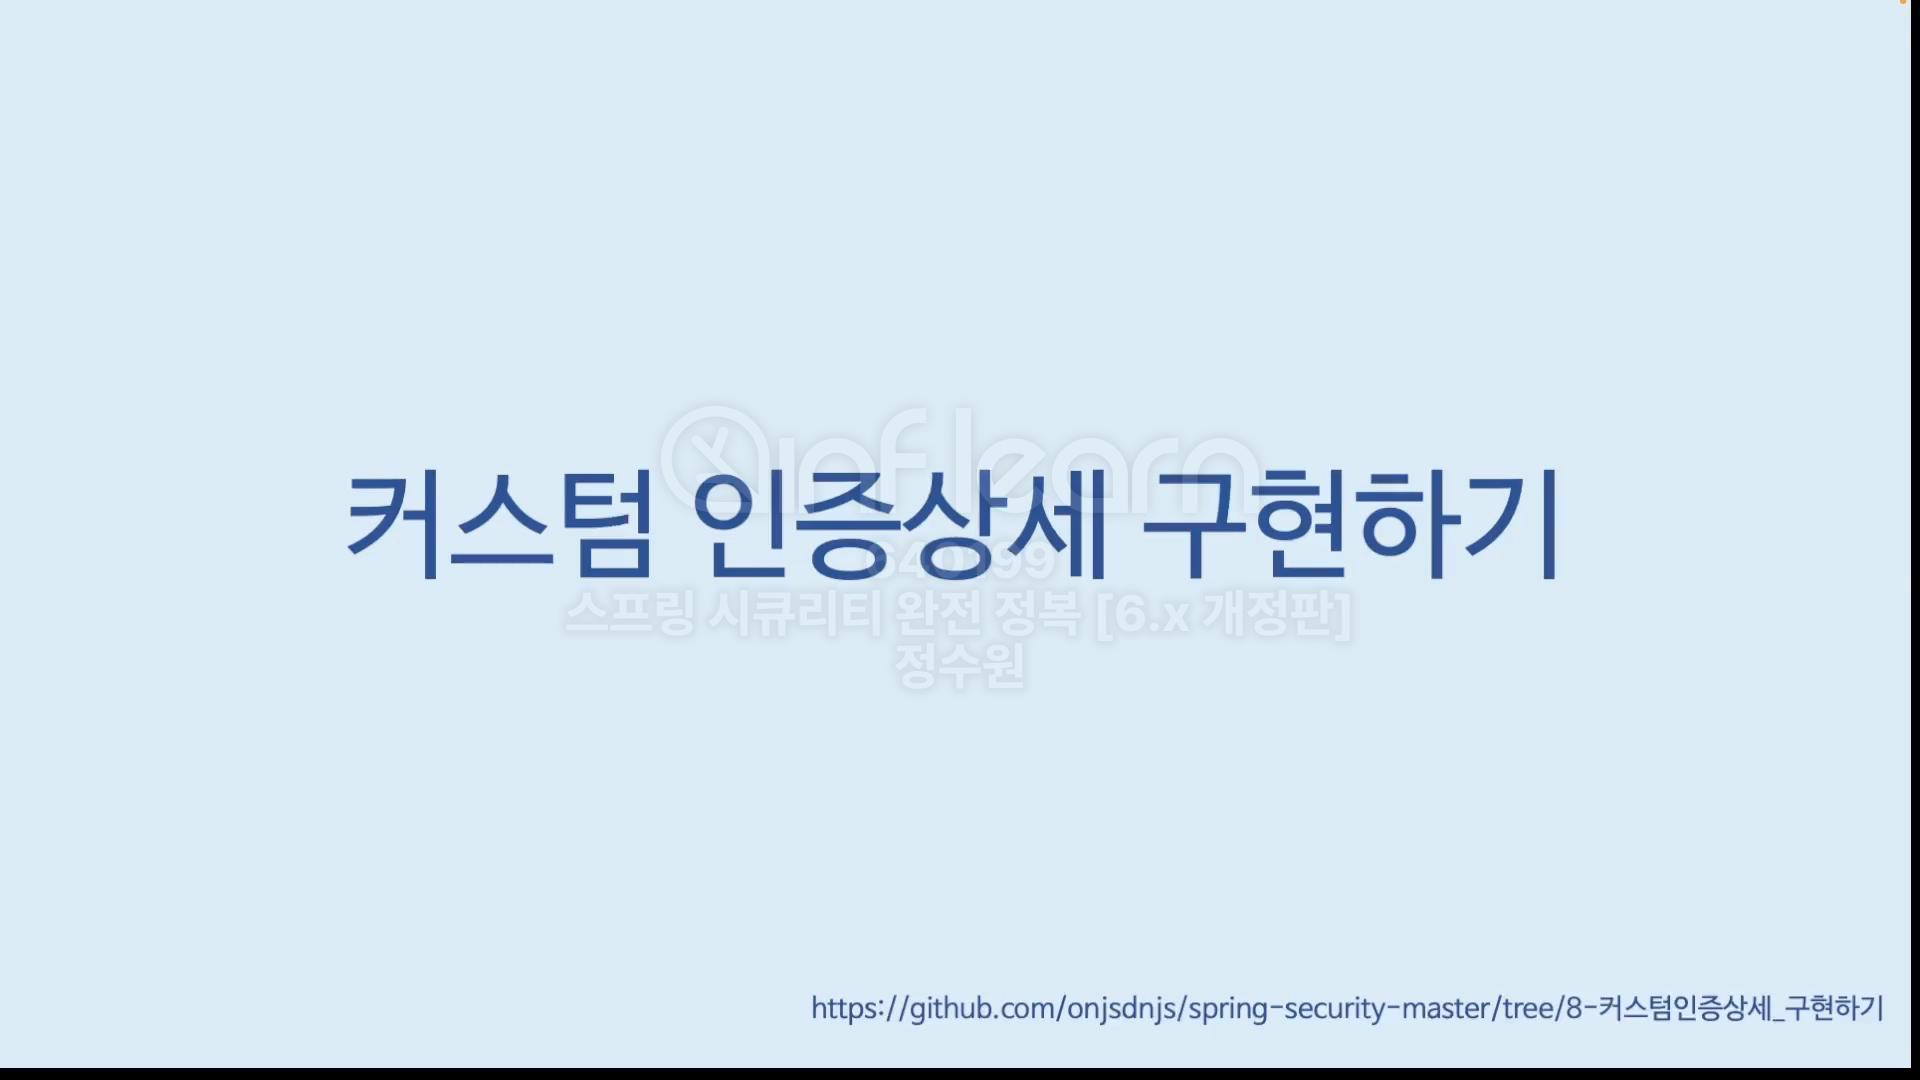 inflearn
커스텀 인증상세 구현하기
640199
스프링 시큐리티 완전 정복 [6.x 개정판]
정수원
https://github.com/onjsdnjs/spring-security-master/tree/8-커스텀인증상세_구현하기